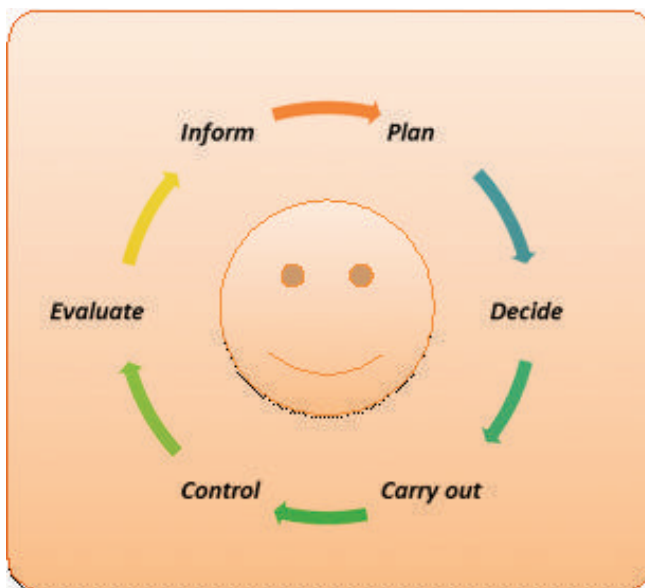 Inform
Plan
Decide
Carry out
Control
Evaluate